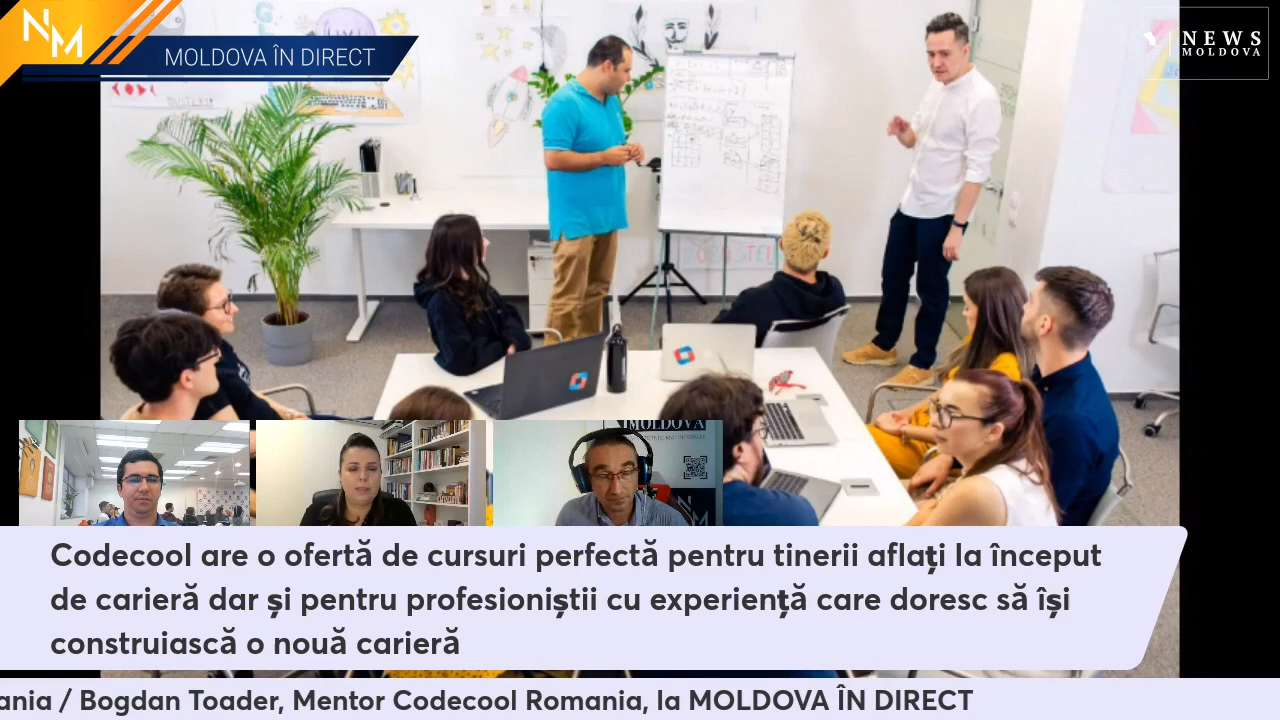 NM
MOLDOVA ÎN DIRECT
NEWS
MOLDOVA
MOLDOVA
Codecool are o ofertă de cursuri perfectă pentru tinerii aflați la început
de carieră dar și pentru profesioniștii cu experiență care doresc să își
construiască o nouă carieră
ania / Bogdan Toader, Mentor Codecool Romania, la MOLDOVA ÎN DIRECT